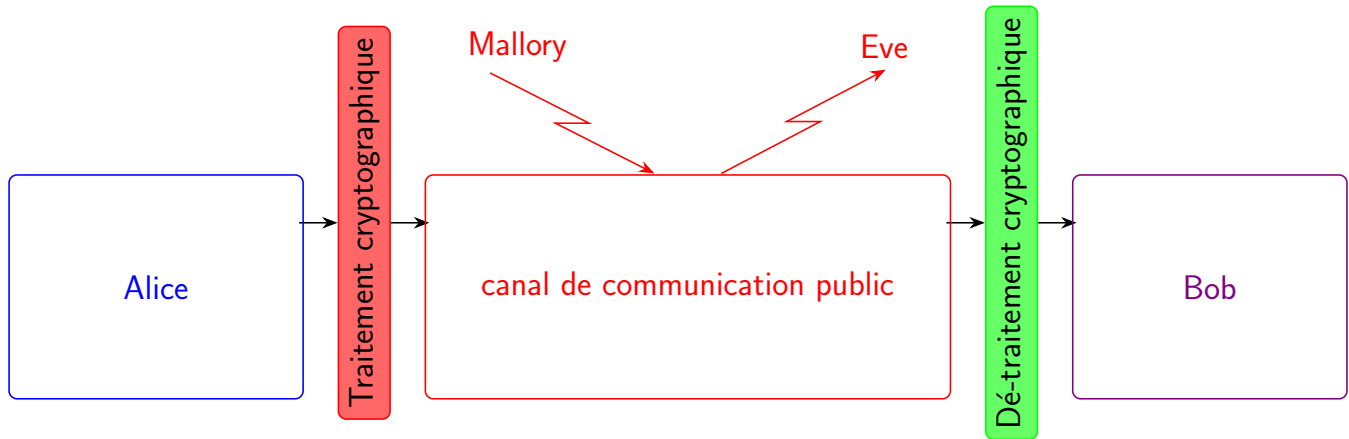 Mallory
Eve
Traitement cryptographique
Dé-traitement cryptographique
Alice
canal de communication public
Bob